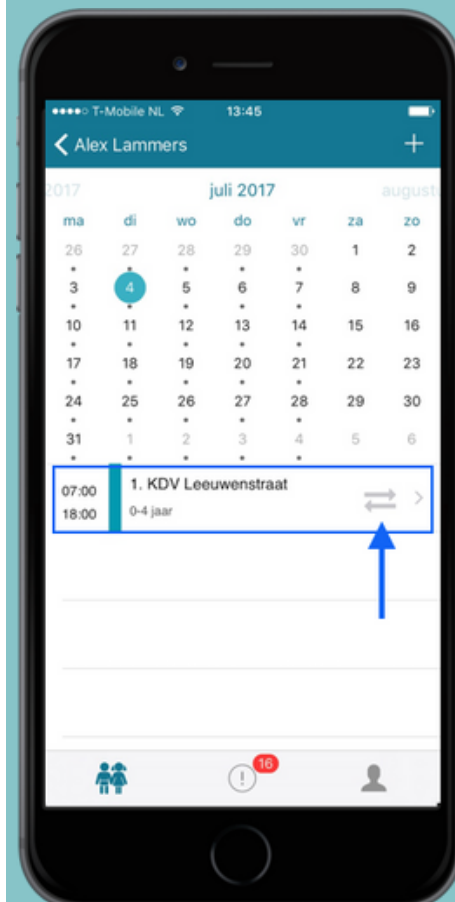 T-Mobile NL 13:45
Alex Lammers +
2017 juli 2017 august
ma di wo do vr za zo
26 27 28 29 30 1 2
3 4 5 6 7 8 9
10 11 12 13 14 15 16
17 18 19 20 21 22 23
24 25 26 27 28 29 30
31 1 2 3 4 5 6
07:00 1. KDV Leeuwenstraat
18:00 0-4 jaar
16